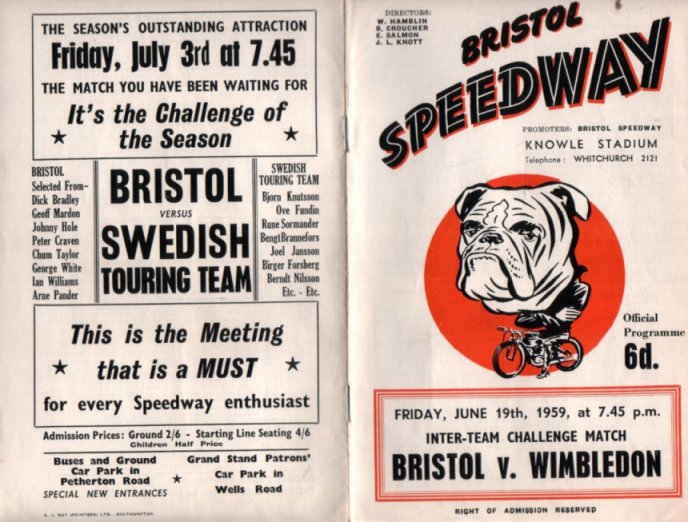 THE SEASON'S OUTSTANDING ATTRACTION
Friday, July 3rd at 7.45
THE MATCH YOU HAVE BEEN WAITING FOR
It's the Challenge of
★ the Season ★
BRISTOL
Selected From-
Dick Bradley
Geoff Mardon
Johnny Hole
Peter Craven
Chum Taylor
George White
Ian Williams
Arne Pander
BRISTOL
VERSUS
SWEDISH
TOURING TEAM
SWEDISH
TOURING TEAM
Bjorn Knutsson
Ove Fundin
Rune Sormander
BengtBrannefors
Joel Jansson
Birger Forsberg
Berndt Nilsson
Etc. - Etc.
This is the Meeting
★ that is a MUST ★
for every Speedway enthusiast
Admission Prices: Ground 2/6 - Starting Line Seating 4/6
Children Half Price
Buses and Ground
Car Park in
Petherton Road
SPECIAL NEW ENTRANCES
★
Grand Stand Patrons'
Car Park in
Wells Road
A. J. DAY (PRINTERS) LTD., SOUTHAMPTON.
DIRECTORS:
W. HAMBLIN
B. CROUCHER
E. SALMON
J. L. KNOTT
BRISTOL
SPEEDWAY
PROMOTERS: BRISTOL SPEEDWAY
KNOWLE STADIUM
Telephone: WHITCHURCH 2121
Official
Programme
6d.
FRIDAY, JUNE 19th, 1959, at 7.45 p.m.
INTER-TEAM CHALLENGE MATCH
BRISTOL v. WIMBLEDON
RIGHT OF ADMISSION RESERVED